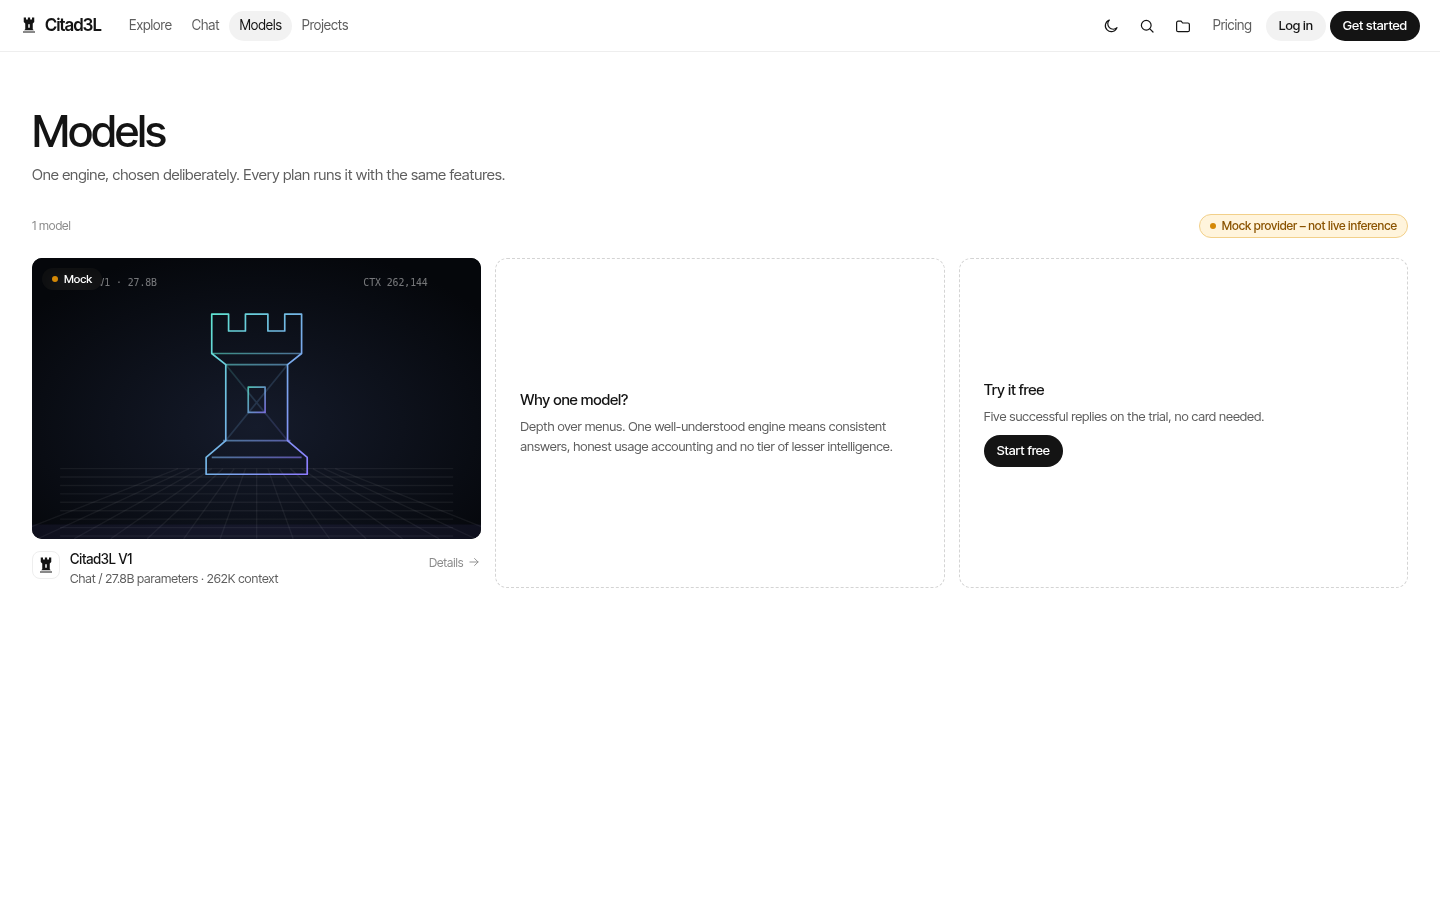 Citad3L
Explore
Chat
Models
Projects
Pricing
Log in
Get started
Models
One engine, chosen deliberately. Every plan runs it with the same features.
1 model
Mock provider – not live inference
Mock
V1 · 27.8B
CTX 262,144
Citad3L V1
Chat / 27.8B parameters · 262K context
Details →
Why one model?
Depth over menus. One well-understood engine means consistent
answers, honest usage accounting and no tier of lesser intelligence.
Try it free
Five successful replies on the trial, no card needed.
Start free